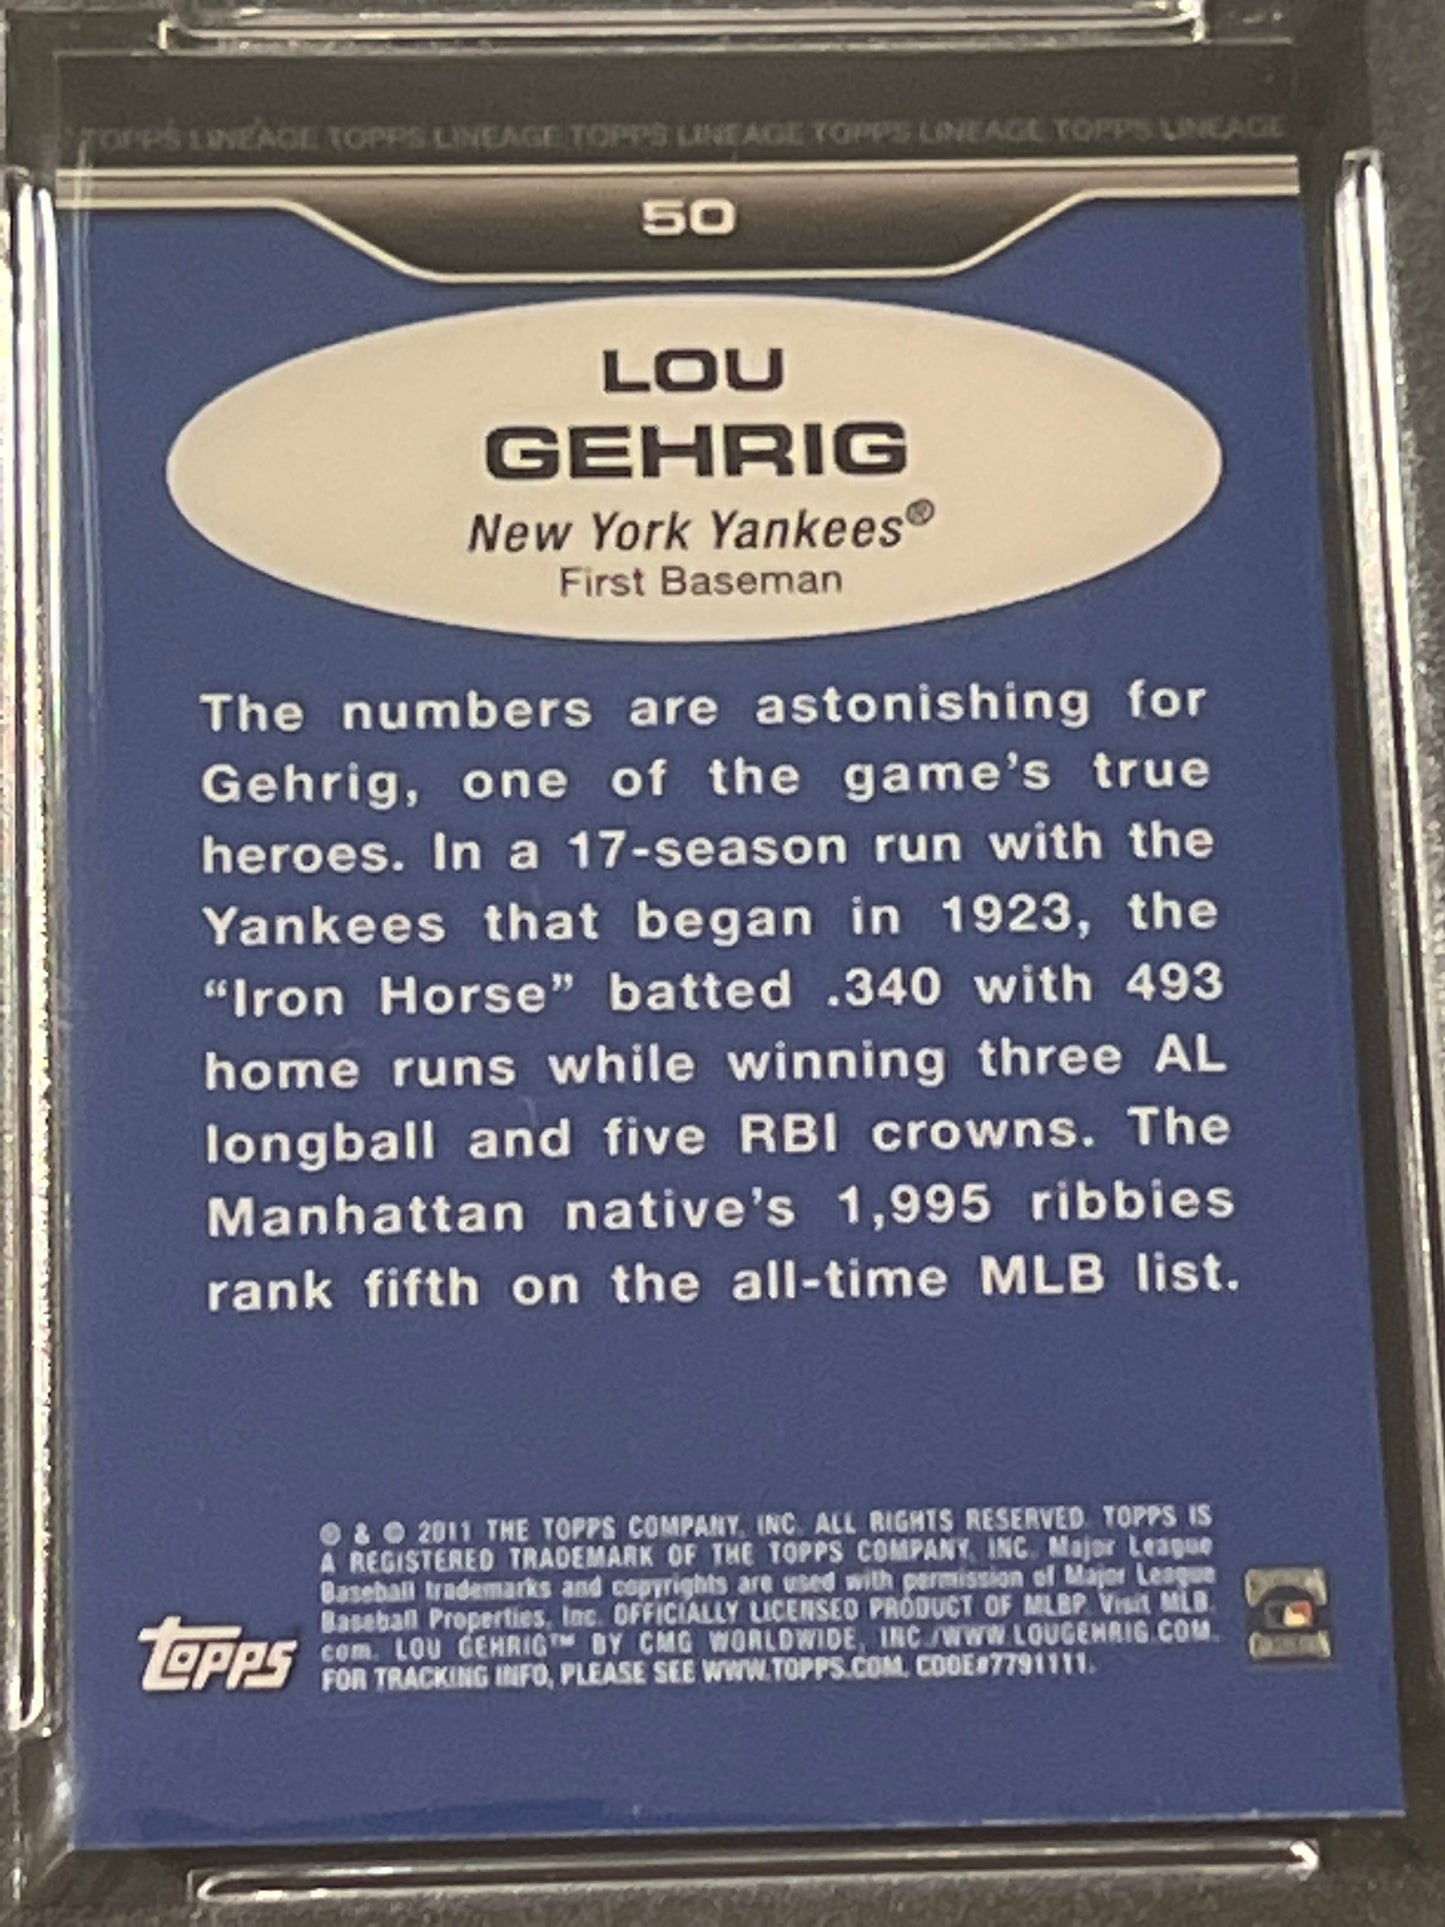 TOPPS LINEAGE TOPPS LINEAGE TOPPS LINEAGE TOPPS LINEAGE TOPPS LINEAGE
50
LOU
GEHRIG
New York Yankees®
First Baseman
The numbers are astonishing for
Gehrig, one of the game's true
heroes. In a 17-season run with the
Yankees that began in 1923, the
“Iron Horse” batted .340 with 493
home runs while winning three AL
longball and five RBI crowns. The
Manhattan native's 1,995 ribbies
rank fifth on the all-time MLB list.
® & © 2011 THE TOPPS COMPANY, INC. ALL RIGHTS RESERVED. TOPPS IS
A REGISTERED TRADEMARK OF THE TOPPS COMPANY, INC. Major League
Baseball trademarks and copyrights are used with permission of Major League
Baseball Properties, Inc. OFFICIALLY LICENSED PRODUCT OF MLBP. Visit MLB.
com. LOU GEHRIG™ BY CMG WORLDWIDE, INC./WWW.LOUGEHRIG.COM.
FOR TRACKING INFO, PLEASE SEE WWW.TOPPS.COM. CODE#7791111.
TOPPS